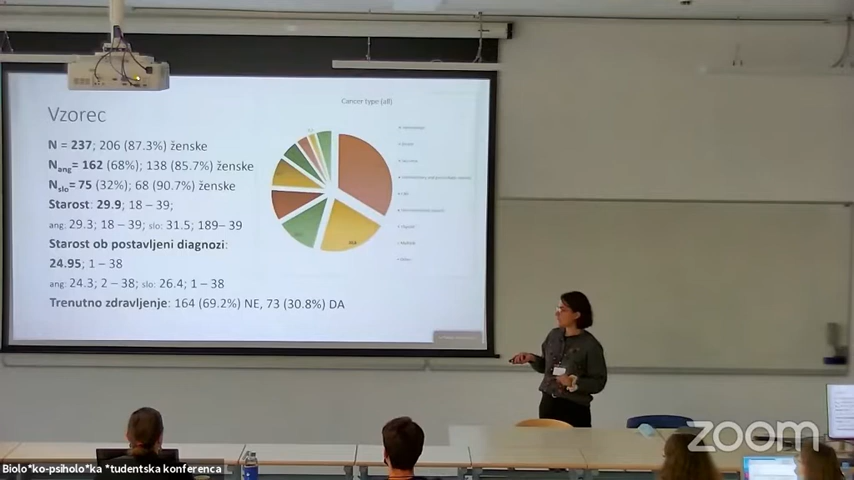 Vzorec
N = 237; 206 (87.3%) ženske
Nang= 162 (68%); 138 (85.7%) ženske
Nslo= 75 (32%); 68 (90.7%) ženske
Starost: 29.9; 18 – 39;
ang: 29.3; 18 – 39; slo: 31.5; 189– 39
Starost ob postavljeni diagnozi:
24.95; 1 – 38
ang: 24.3; 2 – 38; slo: 26.4; 1 – 38
Trenutno zdravljenje: 164 (69.2%) NE, 73 (30.8%) DA
Cancer type (all)
zoom
Biolo*ko-psiholo*ka *tudentska konferenca